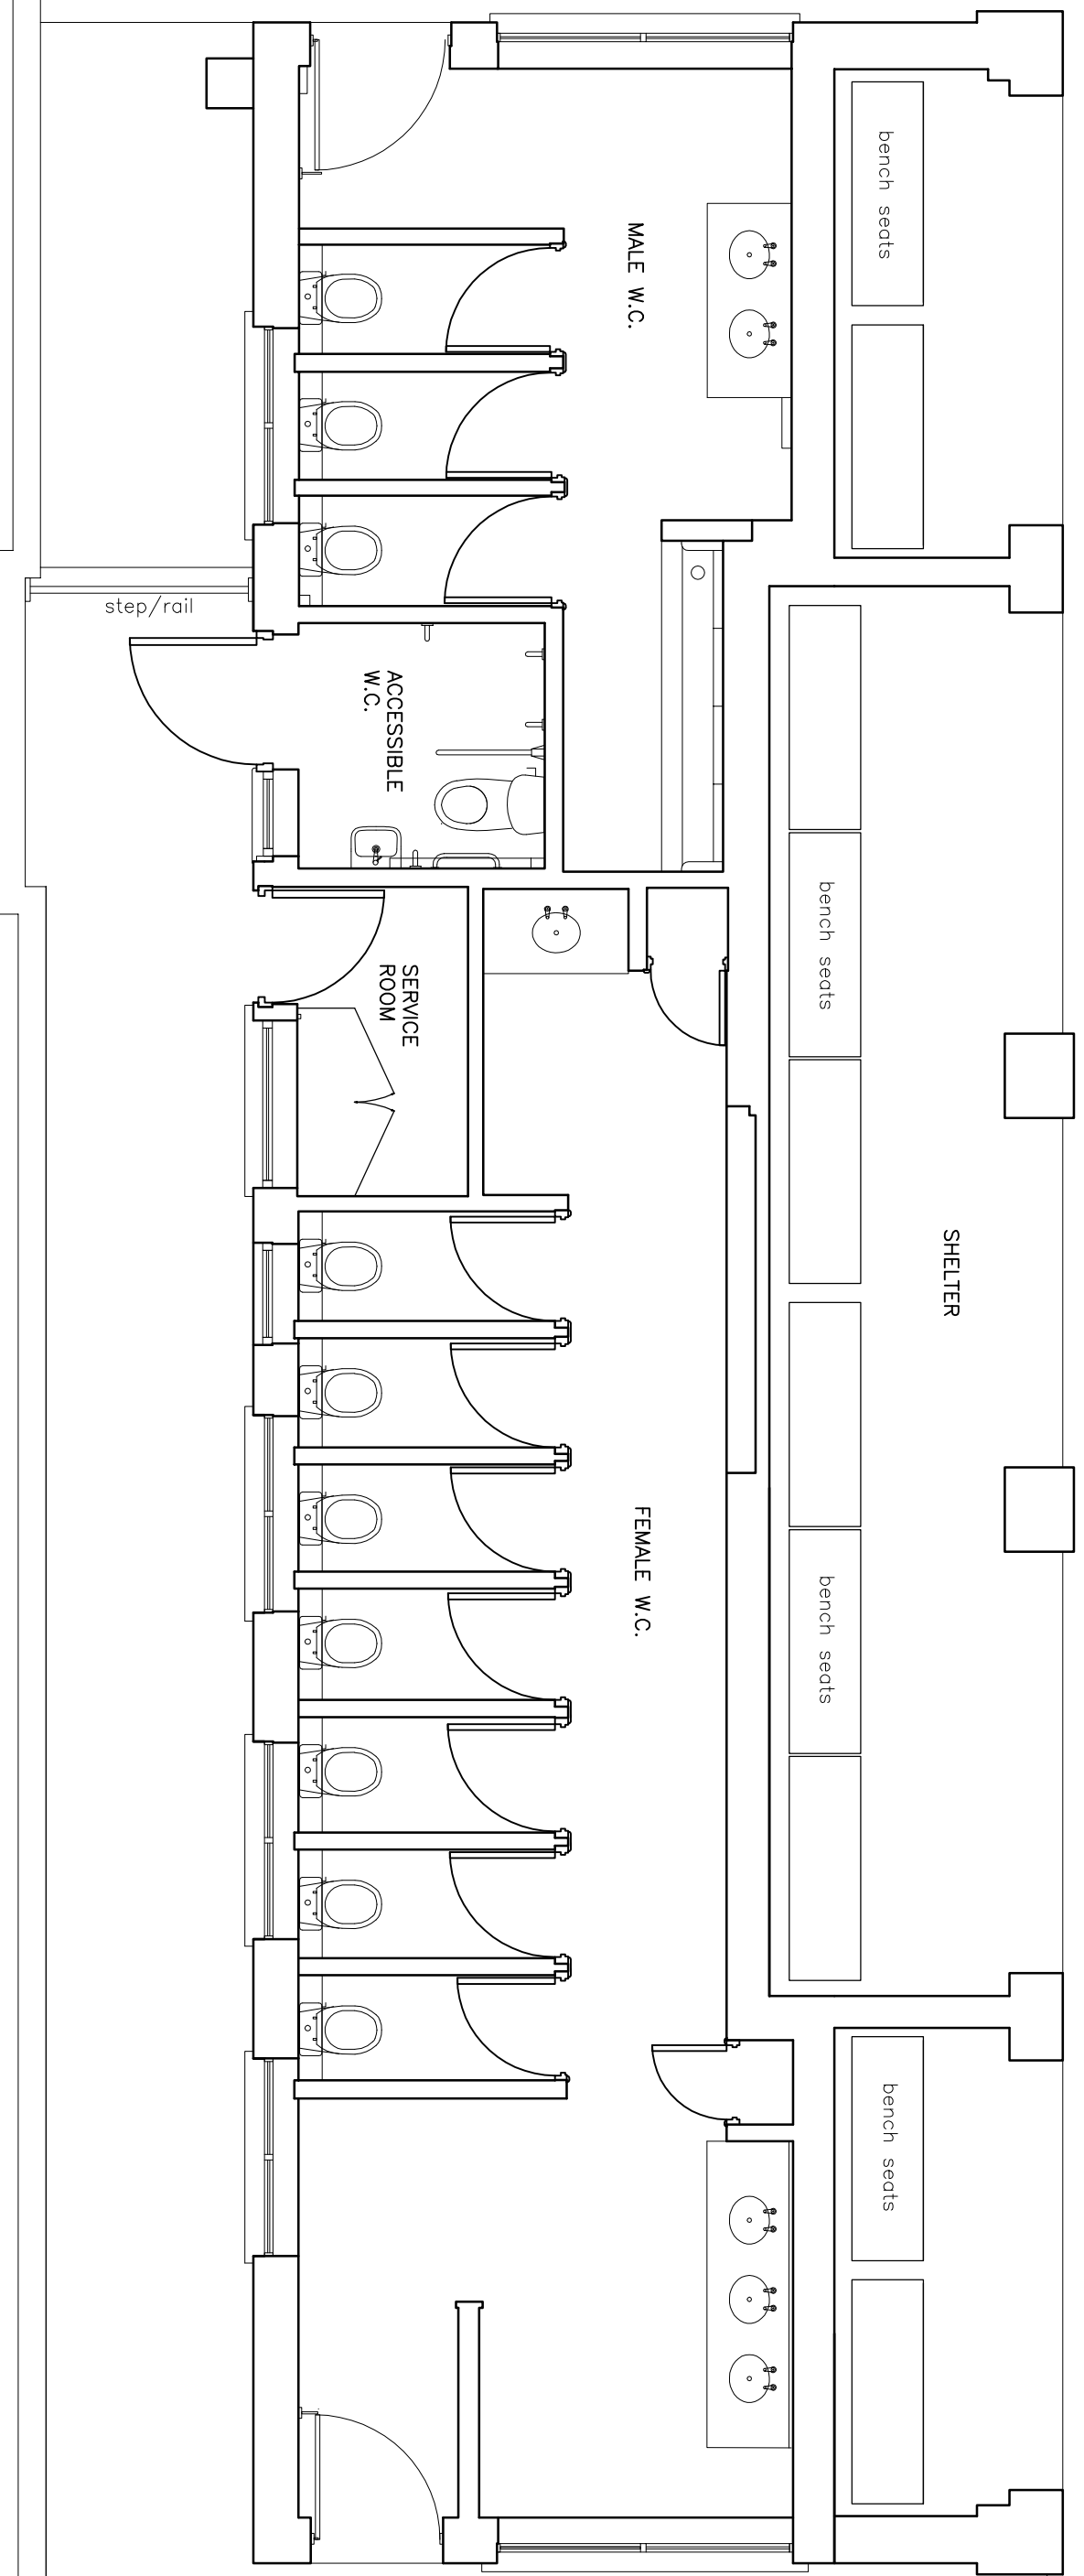 bench seats
MALE W.C.
step/rail
ACCESSIBLE
W.C.
bench seats
SERVICE
ROOM
SHELTER
FEMALE W.C.
bench seats
bench seats